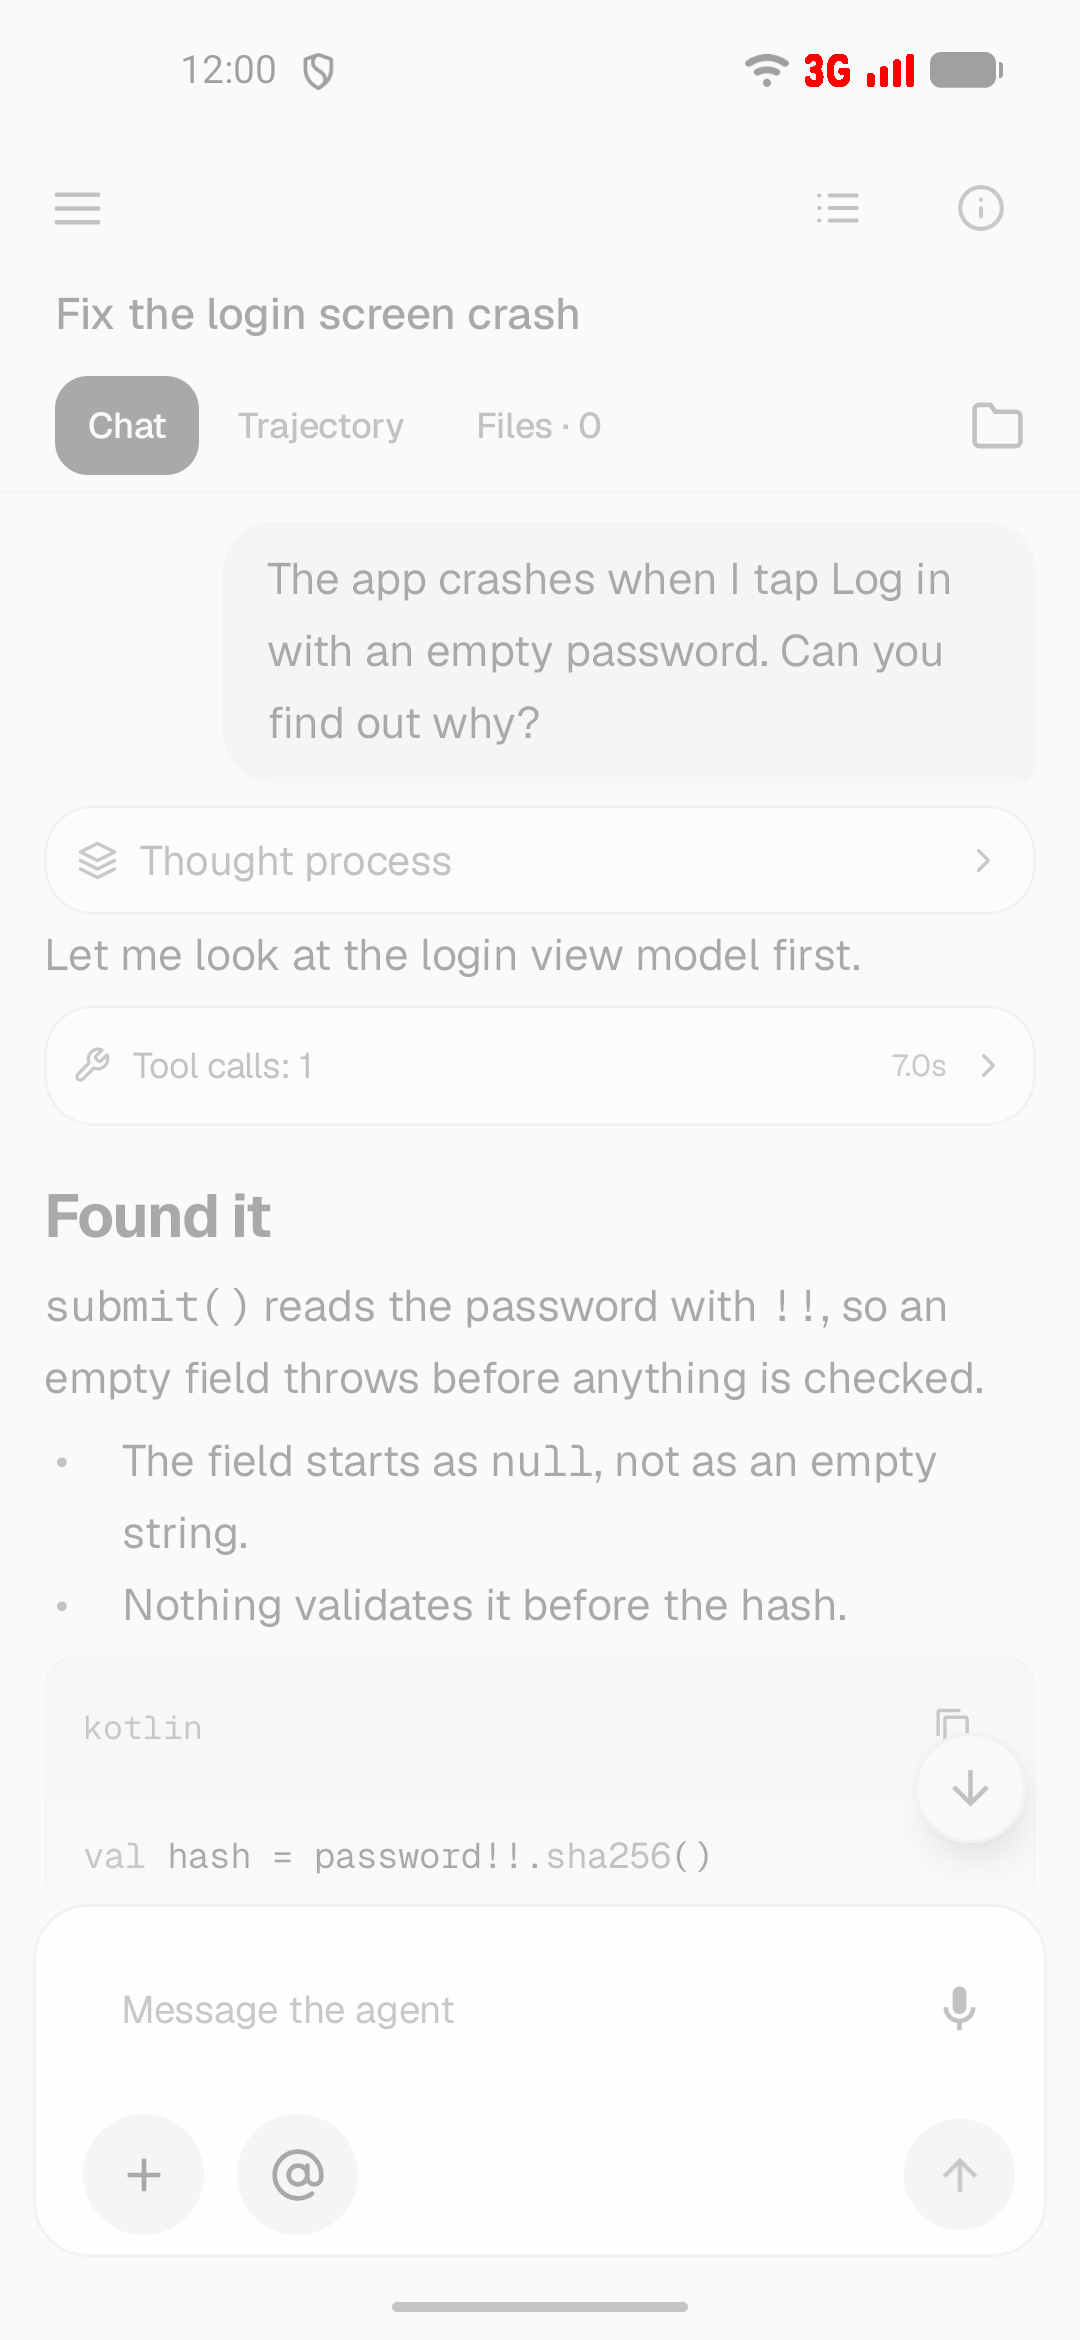 12:00
3G
Fix the login screen crash
Chat
Trajectory
Files · 0
The app crashes when I tap Log in
with an empty password. Can you
find out why?
Thought process
Let me look at the login view model first.
Tool calls: 1
7.0s
Found it
submit() reads the password with !!, so an
empty field throws before anything is checked.
• The field starts as null, not as an empty
string.
• Nothing validates it before the hash.
kotlin
val hash = password!!.sha256()
Message the agent